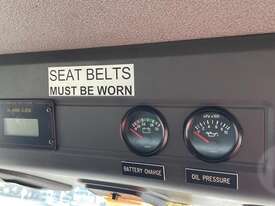 SEAT BELTS
MUST BE WORN
BATTERY CHARGE
OIL PRESSURE